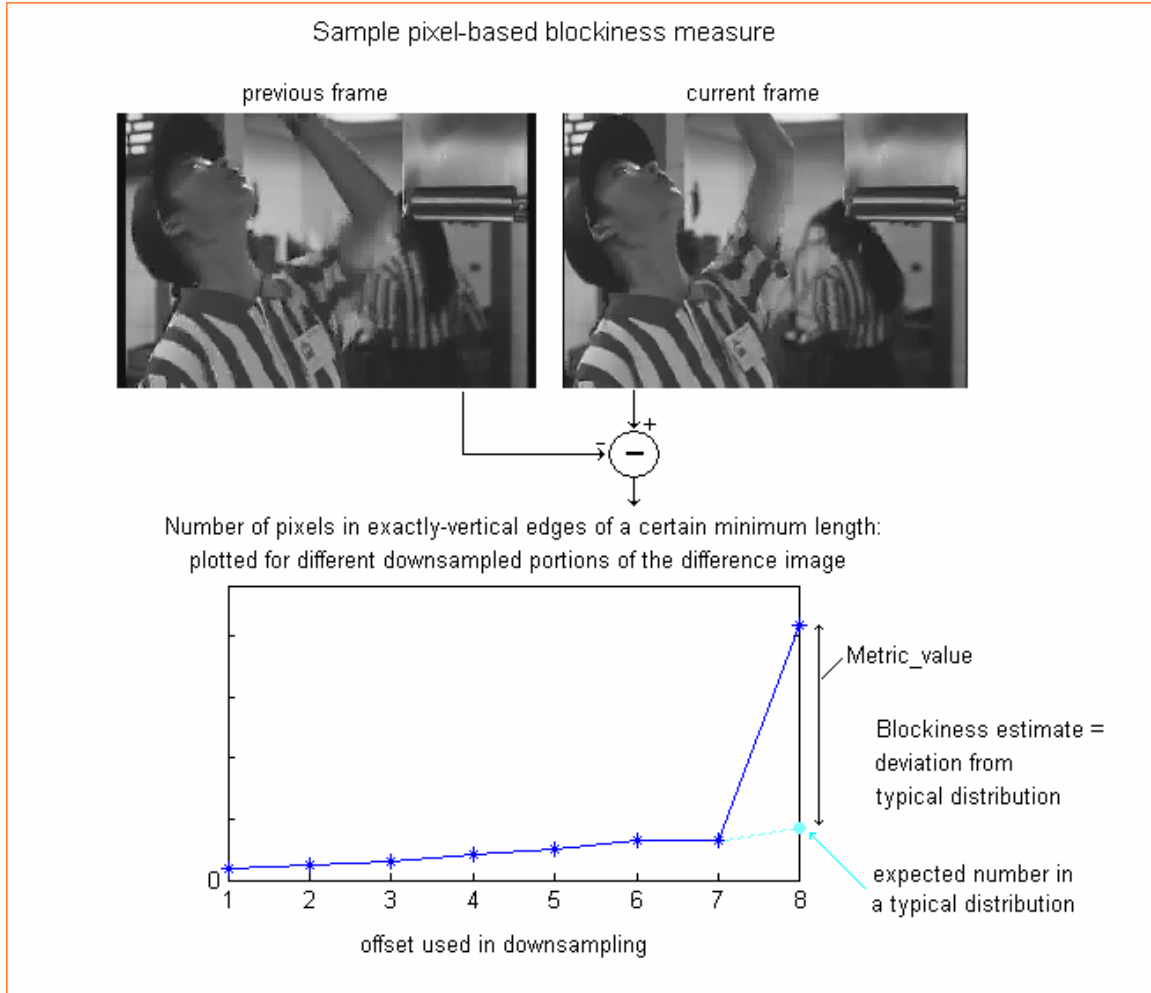 Sample pixel-based blockiness measure
previous frame
current frame
+
-
−
Number of pixels in exactly-vertical edges of a certain minimum length:
plotted for different downsampled portions of the difference image
Metric_value
Blockiness estimate =
deviation from
typical distribution
expected number in
a typical distribution
0
1 2 3 4 5 6 7 8
offset used in downsampling